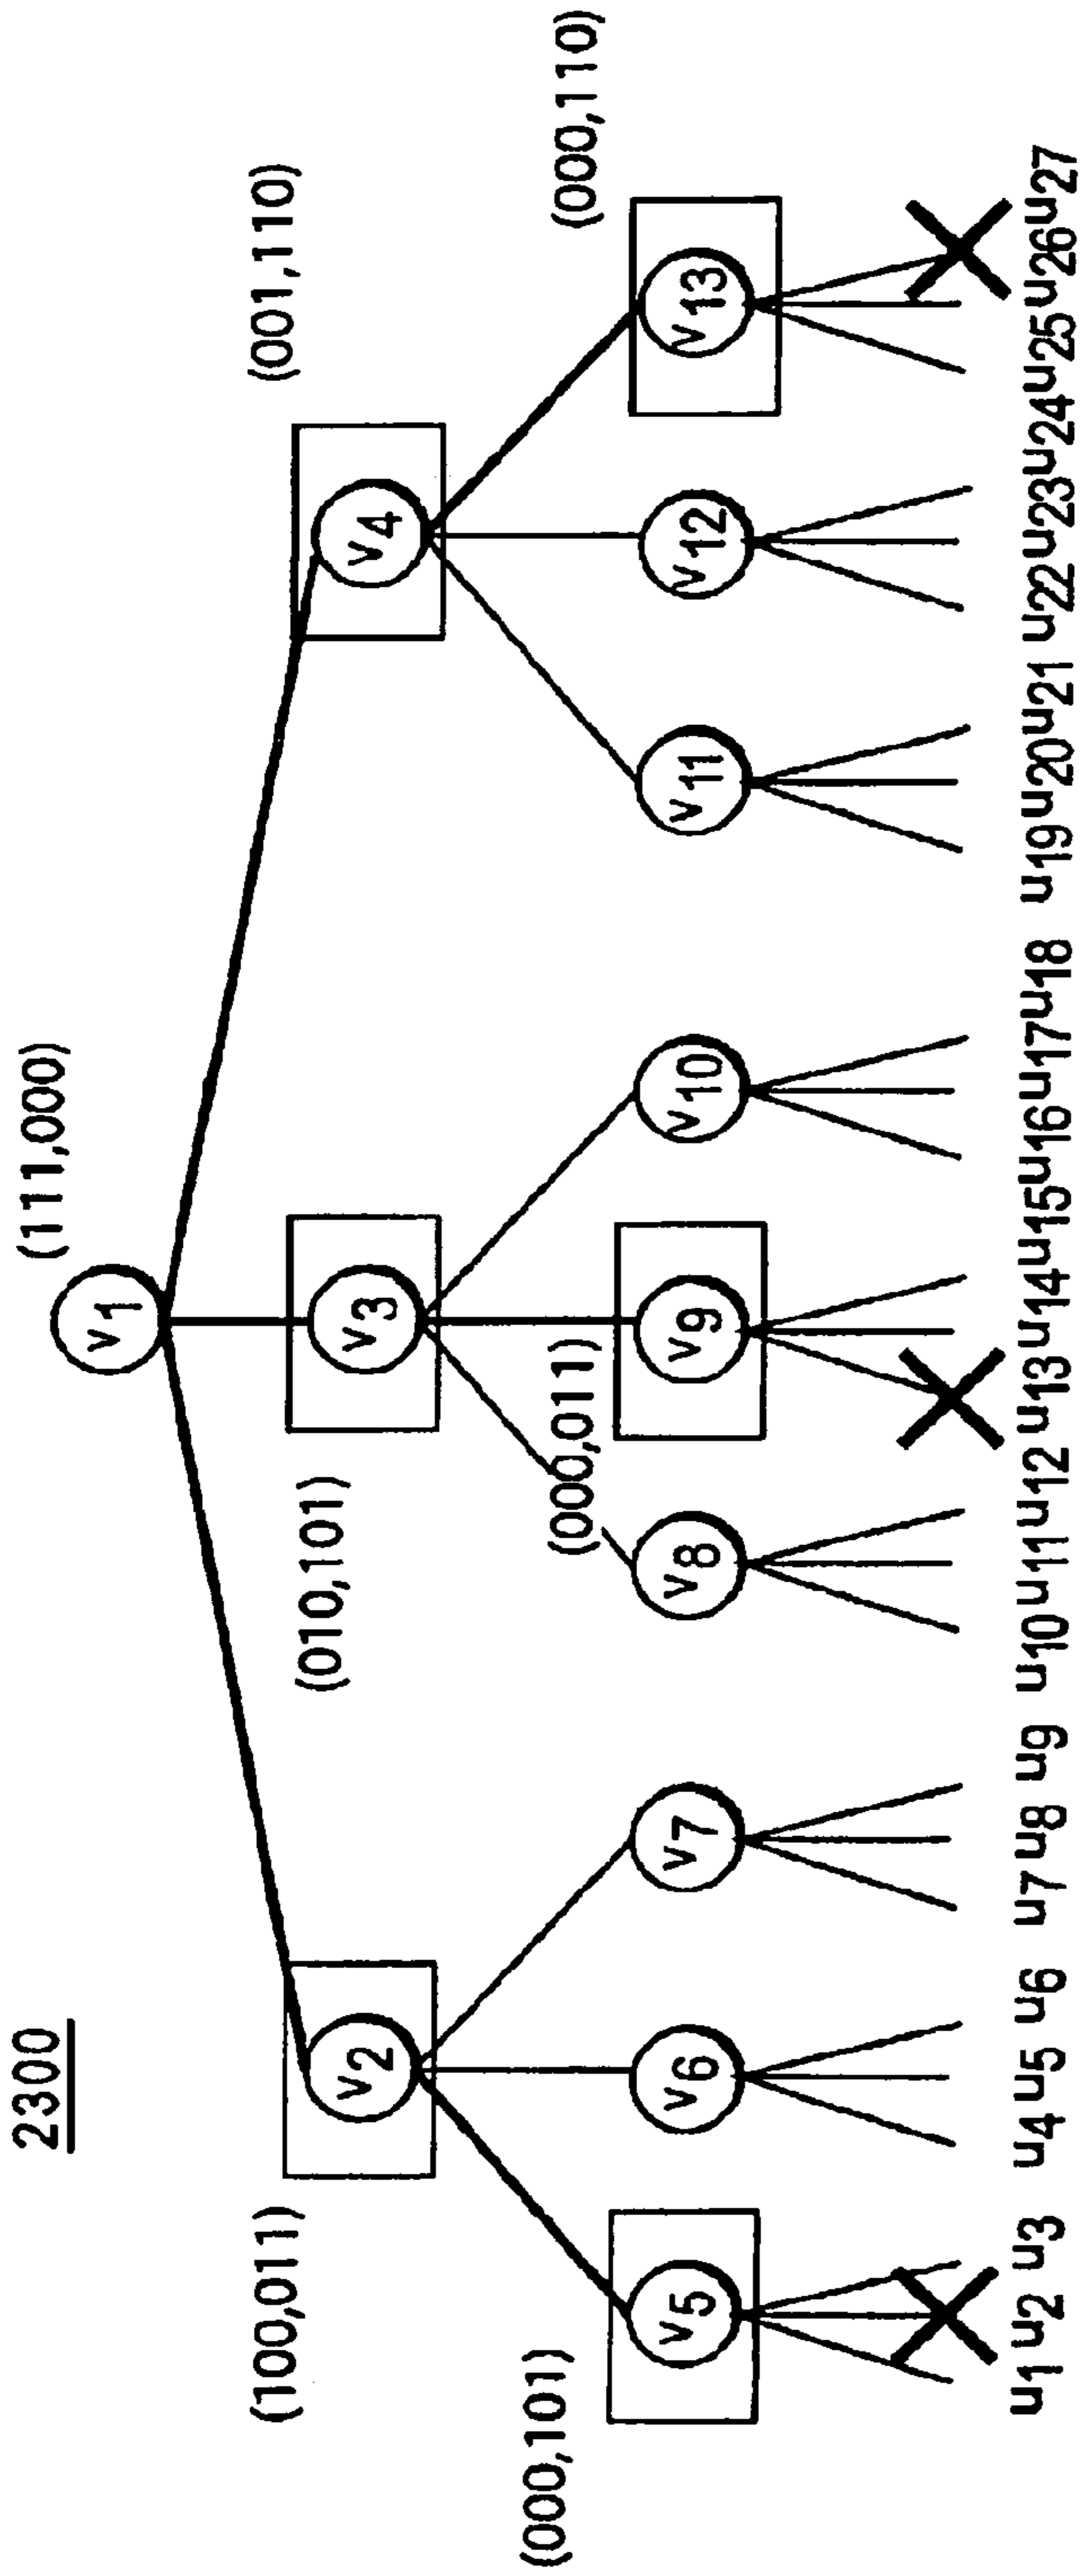 2300
(111,000)
v1
(100,011)
(010,101)
(001,110)
v2
v3
v4
(000,101)
(000,011)
(000,110)
v5
v6
v7
v8
v9
v10
v11
v12
v13
u1 u2 u3 u4 u5 u6 u7 u8 u9 u10 u11 u12 u13 u14 u15 u16 u17 u18 u19 u20 u21 u22 u23 u24 u25 u26 u27